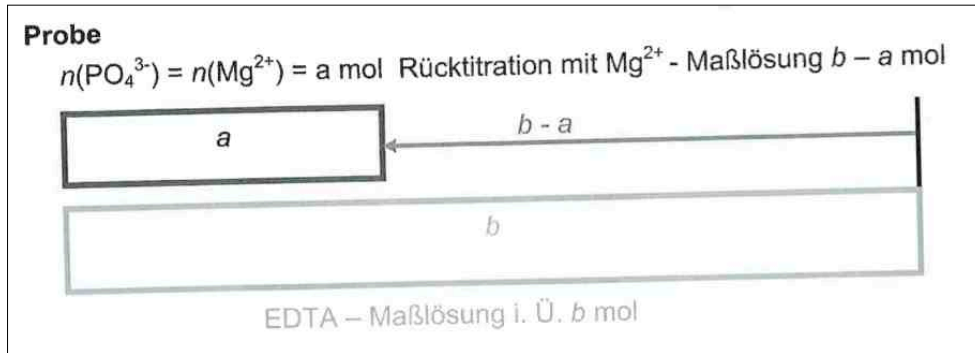 Probe
n(PO₄³⁻) = n(Mg²⁺) = a mol Rücktitration mit Mg²⁺ - Maßlösung b – a mol
a
b - a
b
EDTA – Maßlösung i. Ü. b mol